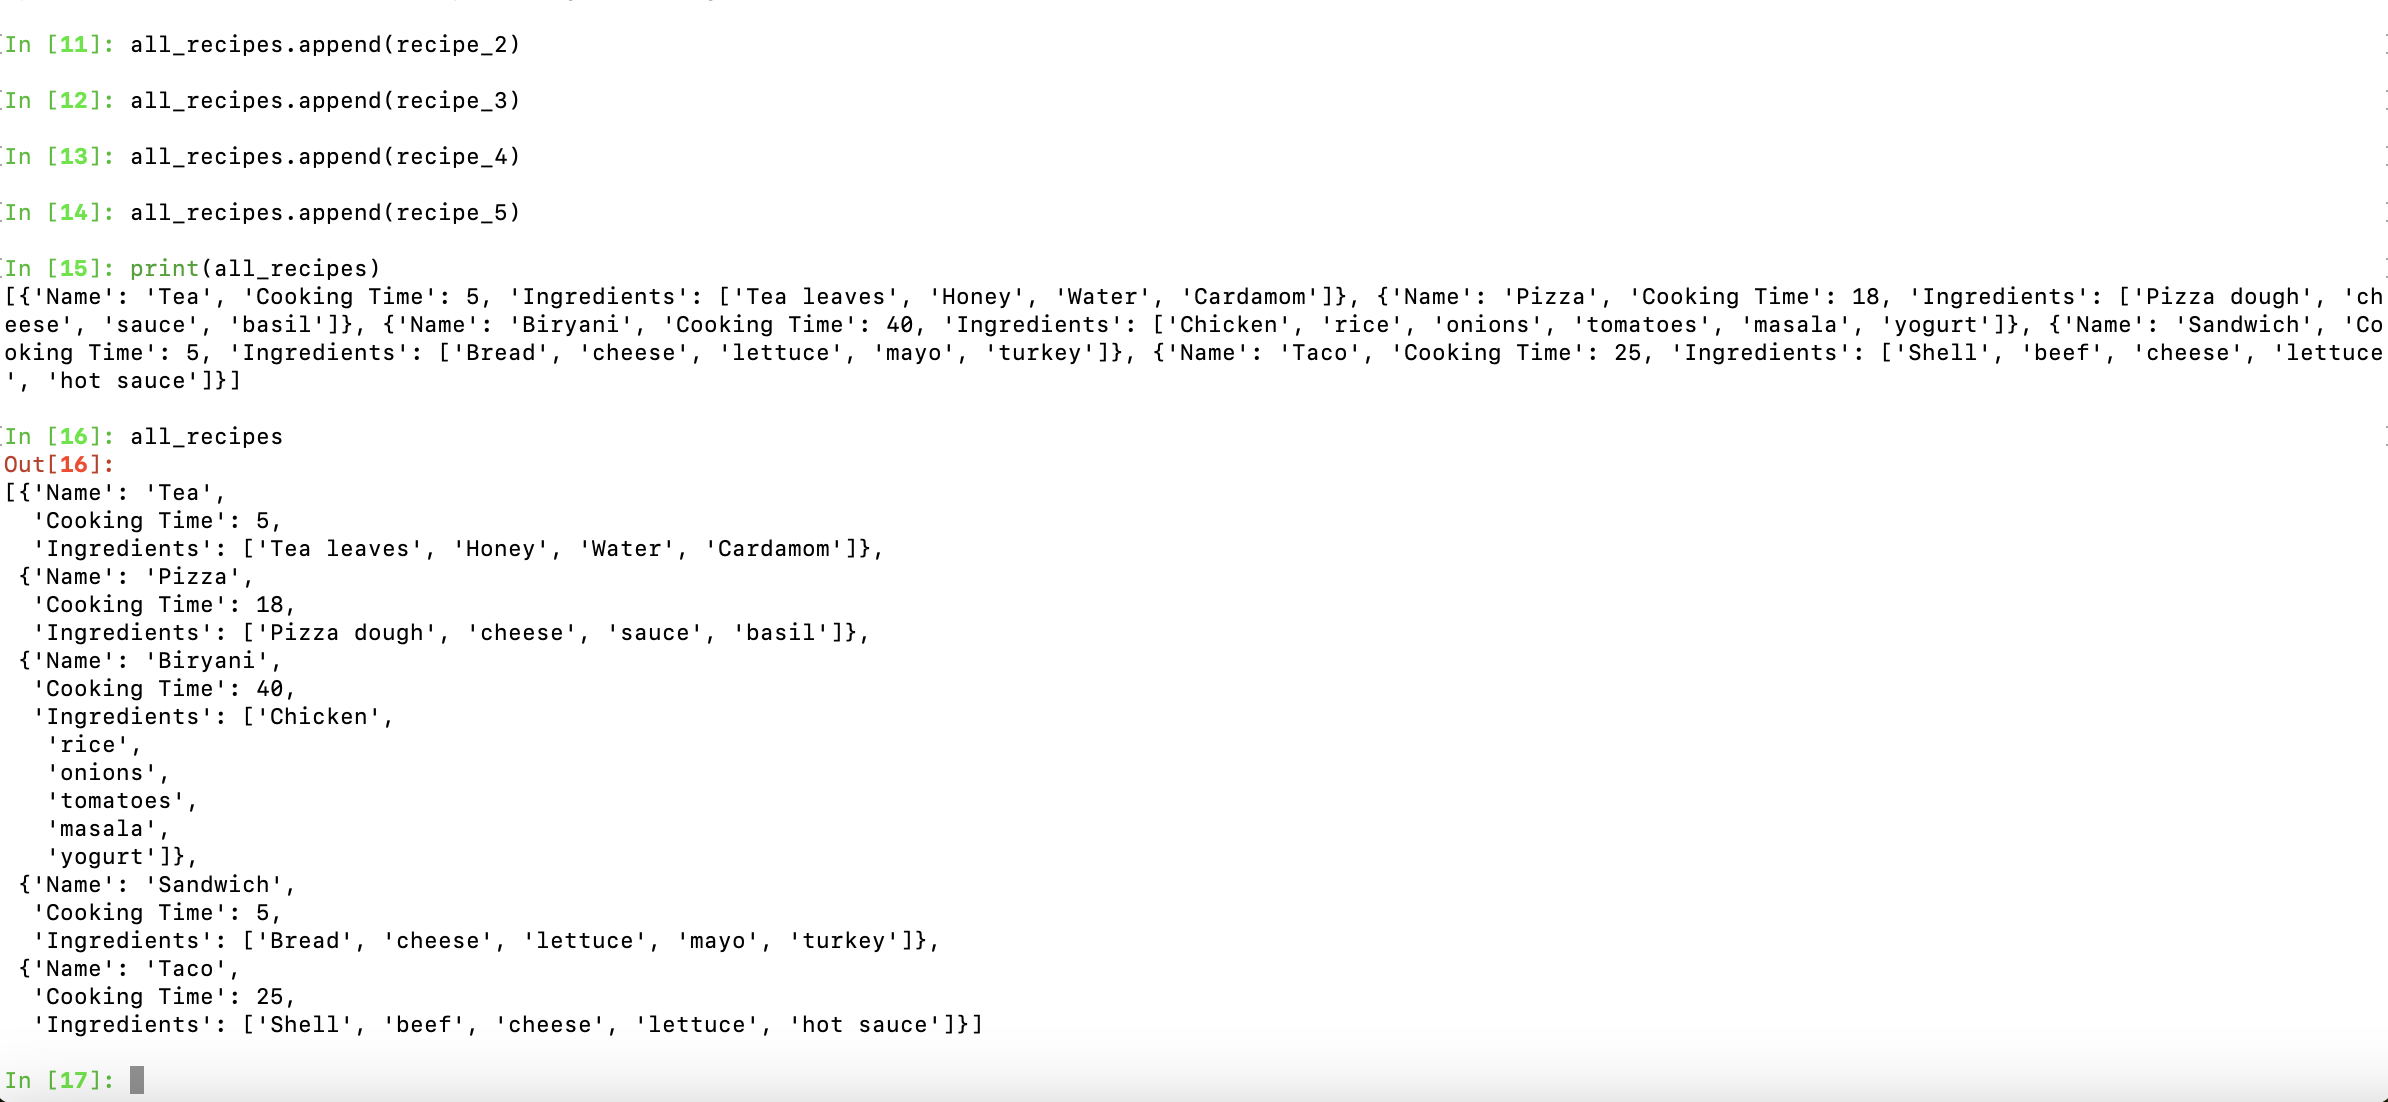 In [11]: all_recipes.append(recipe_2)
In [12]: all_recipes.append(recipe_3)
In [13]: all_recipes.append(recipe_4)
In [14]: all_recipes.append(recipe_5)
In [15]: print(all_recipes)
[{'Name': 'Tea', 'Cooking Time': 5, 'Ingredients': ['Tea leaves', 'Honey', 'Water', 'Cardamom']}, {'Name': 'Pizza', 'Cooking Time': 18, 'Ingredients': ['Pizza dough', 'ch
eese', 'sauce', 'basil']}, {'Name': 'Biryani', 'Cooking Time': 40, 'Ingredients': ['Chicken', 'rice', 'onions', 'tomatoes', 'masala', 'yogurt']}, {'Name': 'Sandwich', 'Co
oking Time': 5, 'Ingredients': ['Bread', 'cheese', 'lettuce', 'mayo', 'turkey']}, {'Name': 'Taco', 'Cooking Time': 25, 'Ingredients': ['Shell', 'beef', 'cheese', 'lettuce
', 'hot sauce']}]
In [16]: all_recipes
Out[16]:
[{'Name': 'Tea',
  'Cooking Time': 5,
  'Ingredients': ['Tea leaves', 'Honey', 'Water', 'Cardamom']},
 {'Name': 'Pizza',
  'Cooking Time': 18,
  'Ingredients': ['Pizza dough', 'cheese', 'sauce', 'basil']},
 {'Name': 'Biryani',
  'Cooking Time': 40,
  'Ingredients': ['Chicken',
   'rice',
   'onions',
   'tomatoes',
   'masala',
   'yogurt']},
 {'Name': 'Sandwich',
  'Cooking Time': 5,
  'Ingredients': ['Bread', 'cheese', 'lettuce', 'mayo', 'turkey']},
 {'Name': 'Taco',
  'Cooking Time': 25,
  'Ingredients': ['Shell', 'beef', 'cheese', 'lettuce', 'hot sauce']}]
In [17]: